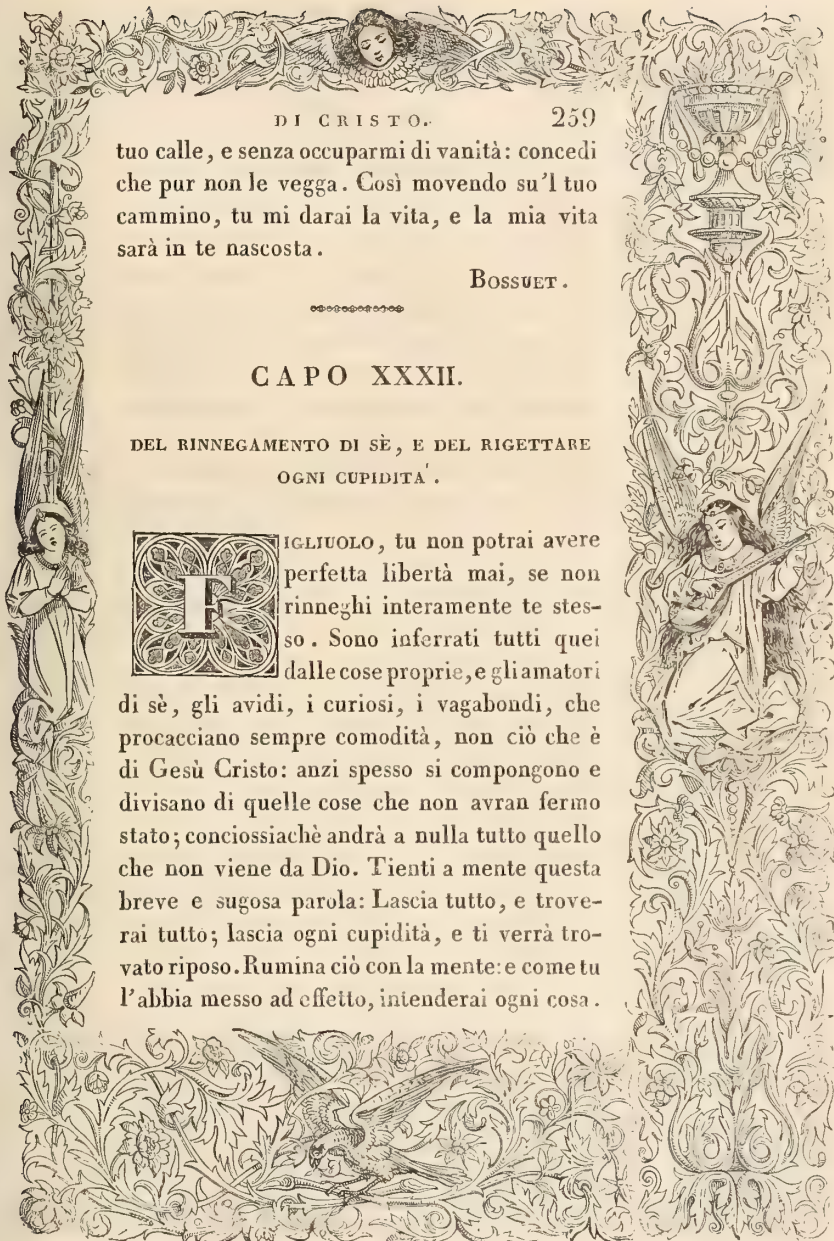 DI CRISTO. 259
tuo calle, e senza occuparmi di vanità: concedi
che pur non le vegga. Così movendo su'l tuo
cammino, tu mi darai la vita, e la mia vita
sarà in te nascosta.
BOSSUET.
CAPO XXXII.
DEL RINNEGAMENTO DI SÈ, E DEL RIGETTARE
OGNI CUPIDITA'.
FIGLIUOLO, tu non potrai avere
perfetta libertà mai, se non
rinneghi interamente te stes-
so. Sono inferrati tutti quei
dalle cose proprie, e gli amatori
di sè, gli avidi, i curiosi, i vagabondi, che
procacciano sempre comodità, non ciò che è
di Gesù Cristo: anzi spesso si compongono e
divisano di quelle cose che non avran fermo
stato; conciossiachè andrà a nulla tutto quello
che non viene da Dio. Tienti a mente questa
breve e sugosa parola: Lascia tutto, e trove-
rai tutto; lascia ogni cupidità, e ti verrà tro-
vato riposo. Rumina ciò con la mente: e come tu
l'abbia messo ad effetto, intenderai ogni cosa.